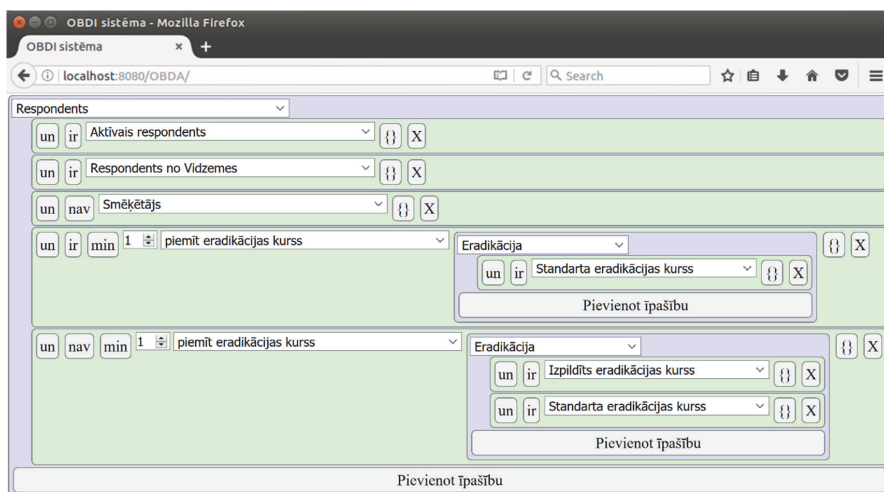 OBDI sistēma - Mozilla Firefox
OBDI sistēma × +
localhost:8080/OBDA/ Search
Respondents
un ir Aktīvais respondents {} X
un ir Respondents no Vidzemes {} X
un nav Smēķētājs {} X
un ir min 1 piemīt eradikācijas kurss Eradikācija {} X
un ir Standarta eradikācijas kurss {} X
Pievienot īpašību
un nav min 1 piemīt eradikācijas kurss Eradikācija {} X
un ir Izpildīts eradikācijas kurss {} X
un ir Standarta eradikācijas kurss {} X
Pievienot īpašību
Pievienot īpašību